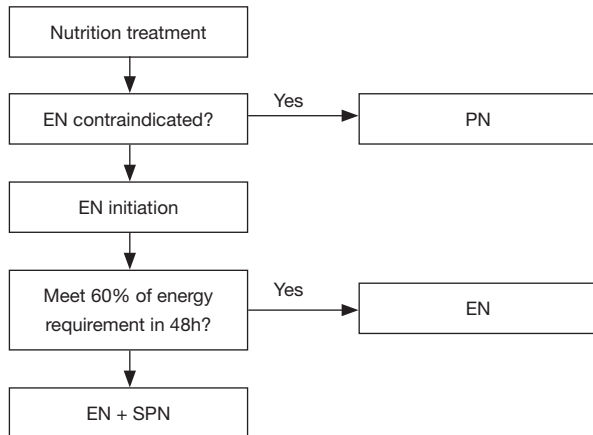 Nutrition treatment
EN contraindicated?
Yes
PN
EN initiation
Meet 60% of energy
requirement in 48h?
Yes
EN
EN + SPN